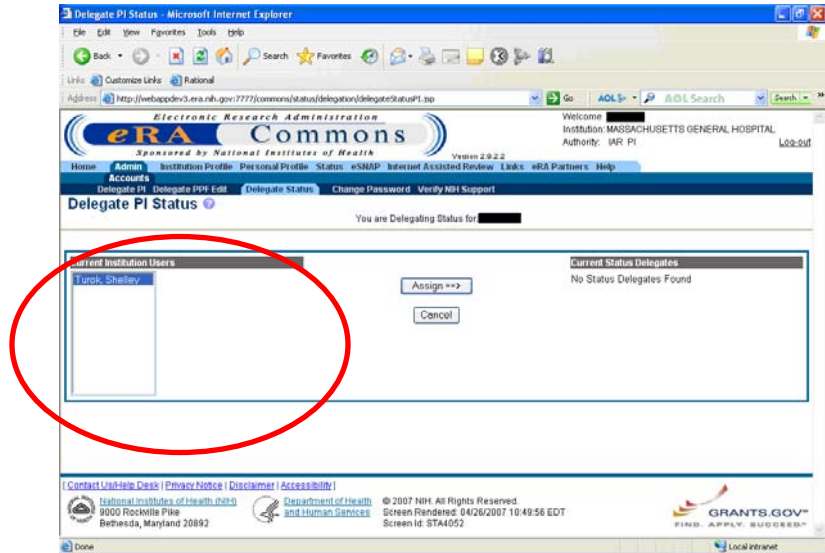 Delegate PI Status - Microsoft Internet Explorer
File Edit View Favorites Tools Help
Back Search Favorites
Links Customize Links Rational
Address http://webappdev3.era.nih.gov:7777/commons/status/delegation/delegateStatusPI.jsp Go AOL AOL Search Search
Electronic Research Administration
eRA Commons
Sponsored by National Institutes of Health
Version 2.9.2.2
Welcome
Institution: MASSACHUSETTS GENERAL HOSPITAL
Authority: IAR PI
Log-out
Home Admin Institution Profile Personal Profile Status eSNAP Internet Assisted Review Links eRA Partners Help
Accounts
Delegate PI Delegate PPF Edit Delegate Status Change Password Verify NIH Support
Delegate PI Status ?
You are Delegating Status for:
Current Institution Users
Turok, Shelley
Assign ==>
Cancel
Current Status Delegates
No Status Delegates Found
[ Contact Us/Help Desk | Privacy Notice | Disclaimer | Accessibility ]
National Institutes of Health (NIH)
9000 Rockville Pike
Bethesda, Maryland 20892
Department of Health
and Human Services
© 2007 NIH. All Rights Reserved.
Screen Rendered: 04/26/2007 10:49:56 EDT
Screen Id: STA4052
GRANTS.GOV℠
FIND. APPLY. SUCCEED.℠
Done Local intranet